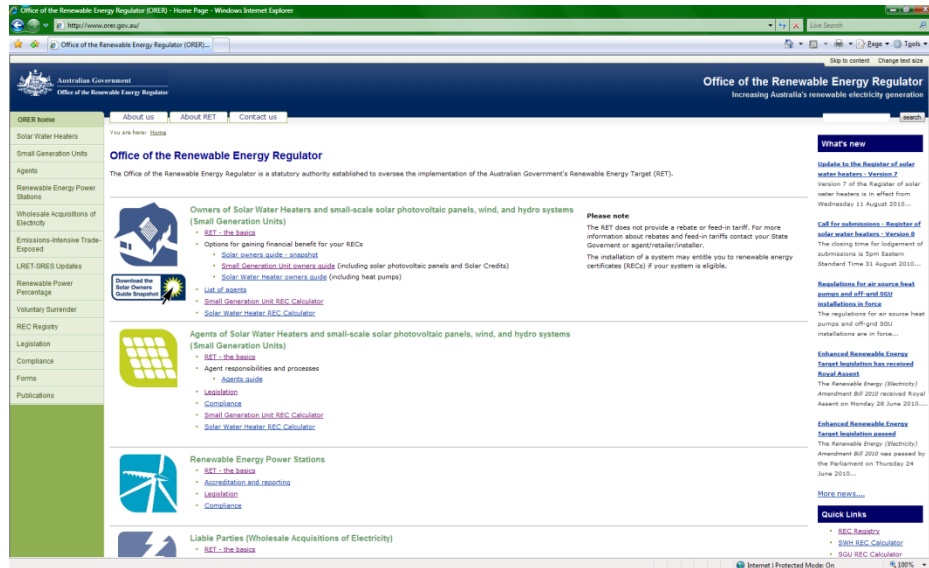 Office of the Renewable Energy Regulator (ORER) - Home Page - Windows Internet Explorer
http://www.orer.gov.au/
Live Search
Office of the Renewable Energy Regulator (ORER)...
Page
Tools
Skip to content Change text size
Australian Government
Office of the Renewable Energy Regulator
Office of the Renewable Energy Regulator
Increasing Australia's renewable electricity generation
ORER home
Solar Water Heaters
Small Generation Units
Agents
Renewable Energy Power
Stations
Wholesale Acquisitions of
Electricity
Emissions-Intensive Trade-
Exposed
LRET-SRES Updates
Renewable Power
Percentage
Voluntary Surrender
REC Registry
Legislation
Compliance
Forms
Publications
About us
About RET
Contact us
search
You are here: Home
Office of the Renewable Energy Regulator
The Office of the Renewable Energy Regulator is a statutory authority established to oversee the implementation of the Australian Government's Renewable Energy Target (RET).
Owners of Solar Water Heaters and small-scale solar photovoltaic panels, wind, and hydro systems
(Small Generation Units)
RET - the basics
Options for gaining financial benefit for your RECs
Solar owners guide - snapshot
Small Generation Unit owners guide (including solar photovoltaic panels and Solar Credits)
Solar Water Heater owners guide (including heat pumps)
List of agents
Small Generation Unit REC Calculator
Solar Water Heater REC Calculator
Download the
Solar Owners
Guide Snapshot
Please note
The RET does not provide a rebate or feed-in tariff. For more
information about rebates and feed-in tariffs contact your State
Government or agent/retailer/installer.
The installation of a system may entitle you to renewable energy
certificates (RECs) if your system is eligible.
Agents of Solar Water Heaters and small-scale solar photovoltaic panels, wind, and hydro systems
(Small Generation Units)
RET - the basics
Agent responsibilities and processes
Agents guide
Legislation
Compliance
Small Generation Unit REC Calculator
Solar Water Heater REC Calculator
Renewable Energy Power Stations
RET - the basics
Accreditation and reporting
Legislation
Compliance
Liable Parties (Wholesale Acquisitions of Electricity)
RET - the basics
What's new
Update to the Register of solar
water heaters - Version 7
Version 7 of the Register of solar
water heaters is in effect from
Wednesday 11 August 2010...
Call for submissions - Register of
solar water heaters - Version 8
The closing time for lodgement of
submissions is 5pm Eastern
Standard Time 31 August 2010...
Regulations for air source heat
pumps and off-grid SGU
installations in force
The regulations for air source heat
pumps and off-grid SGU
installations are in force...
Enhanced Renewable Energy
Target legislation has received
Royal Assent
The Renewable Energy (Electricity)
Amendment Bill 2010 received Royal
Assent on Monday 28 June 2010....
Enhanced Renewable Energy
Target legislation passed
The Renewable Energy (Electricity)
Amendment Bill 2010 was passed by
the Parliament on Thursday 24
June 2010...
More news....
Quick Links
REC Registry
SWH REC Calculator
SGU REC Calculator
Internet | Protected Mode: On
100%